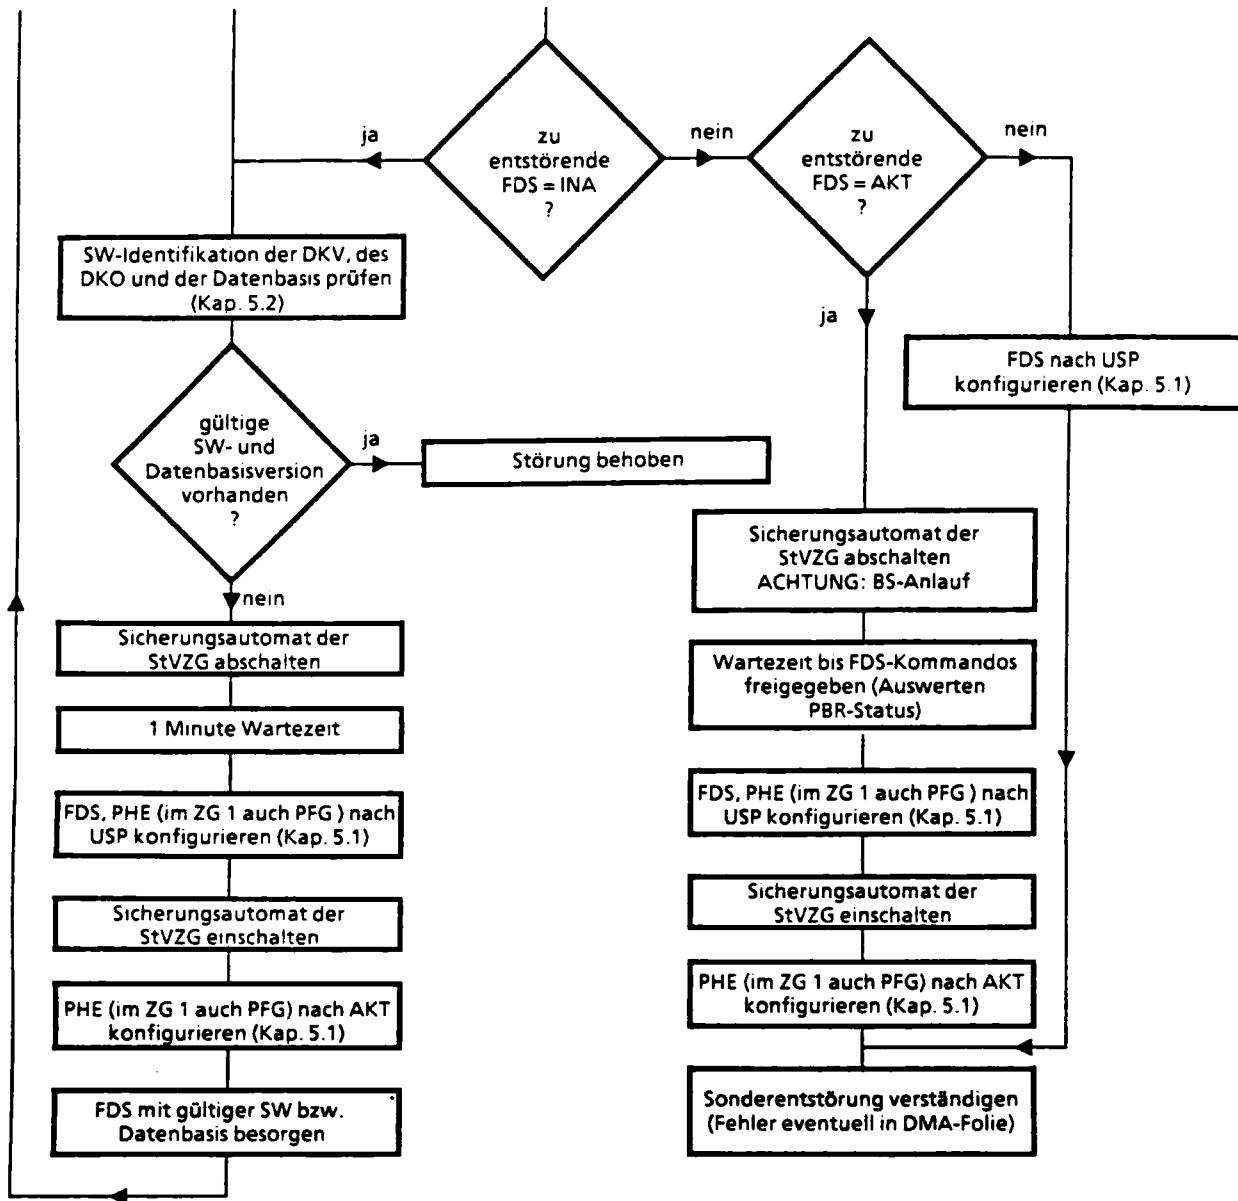 ja
zu
entstörende
FDS = INA
?
nein
zu
entstörende
FDS = AKT
?
nein
SW-Identifikation der DKV, des
DKO und der Datenbasis prüfen
(Kap. 5.2)
ja
FDS nach USP
konfigurieren (Kap. 5.1)
gültige
SW- und
Datenbasisversion
vorhanden
?
ja
Störung behoben
nein
Sicherungsautomat der
StVZG abschalten
1 Minute Wartezeit
FDS, PHE (im ZG 1 auch PFG ) nach
USP konfigurieren (Kap. 5.1)
Sicherungsautomat der
StVZG einschalten
PHE (im ZG 1 auch PFG) nach AKT
konfigurieren (Kap. 5.1)
FDS mit gültiger SW bzw.
Datenbasis besorgen
Sicherungsautomat der
StVZG abschalten
ACHTUNG: BS-Anlauf
Wartezeit bis FDS-Kommandos
freigegeben (Auswerten
PBR-Status)
FDS, PHE (im ZG 1 auch PFG ) nach
USP konfigurieren (Kap. 5.1)
Sicherungsautomat der
StVZG einschalten
PHE (im ZG 1 auch PFG) nach AKT
konfigurieren (Kap. 5.1)
Sonderentstörung verständigen
(Fehler eventuell in DMA-Folie)